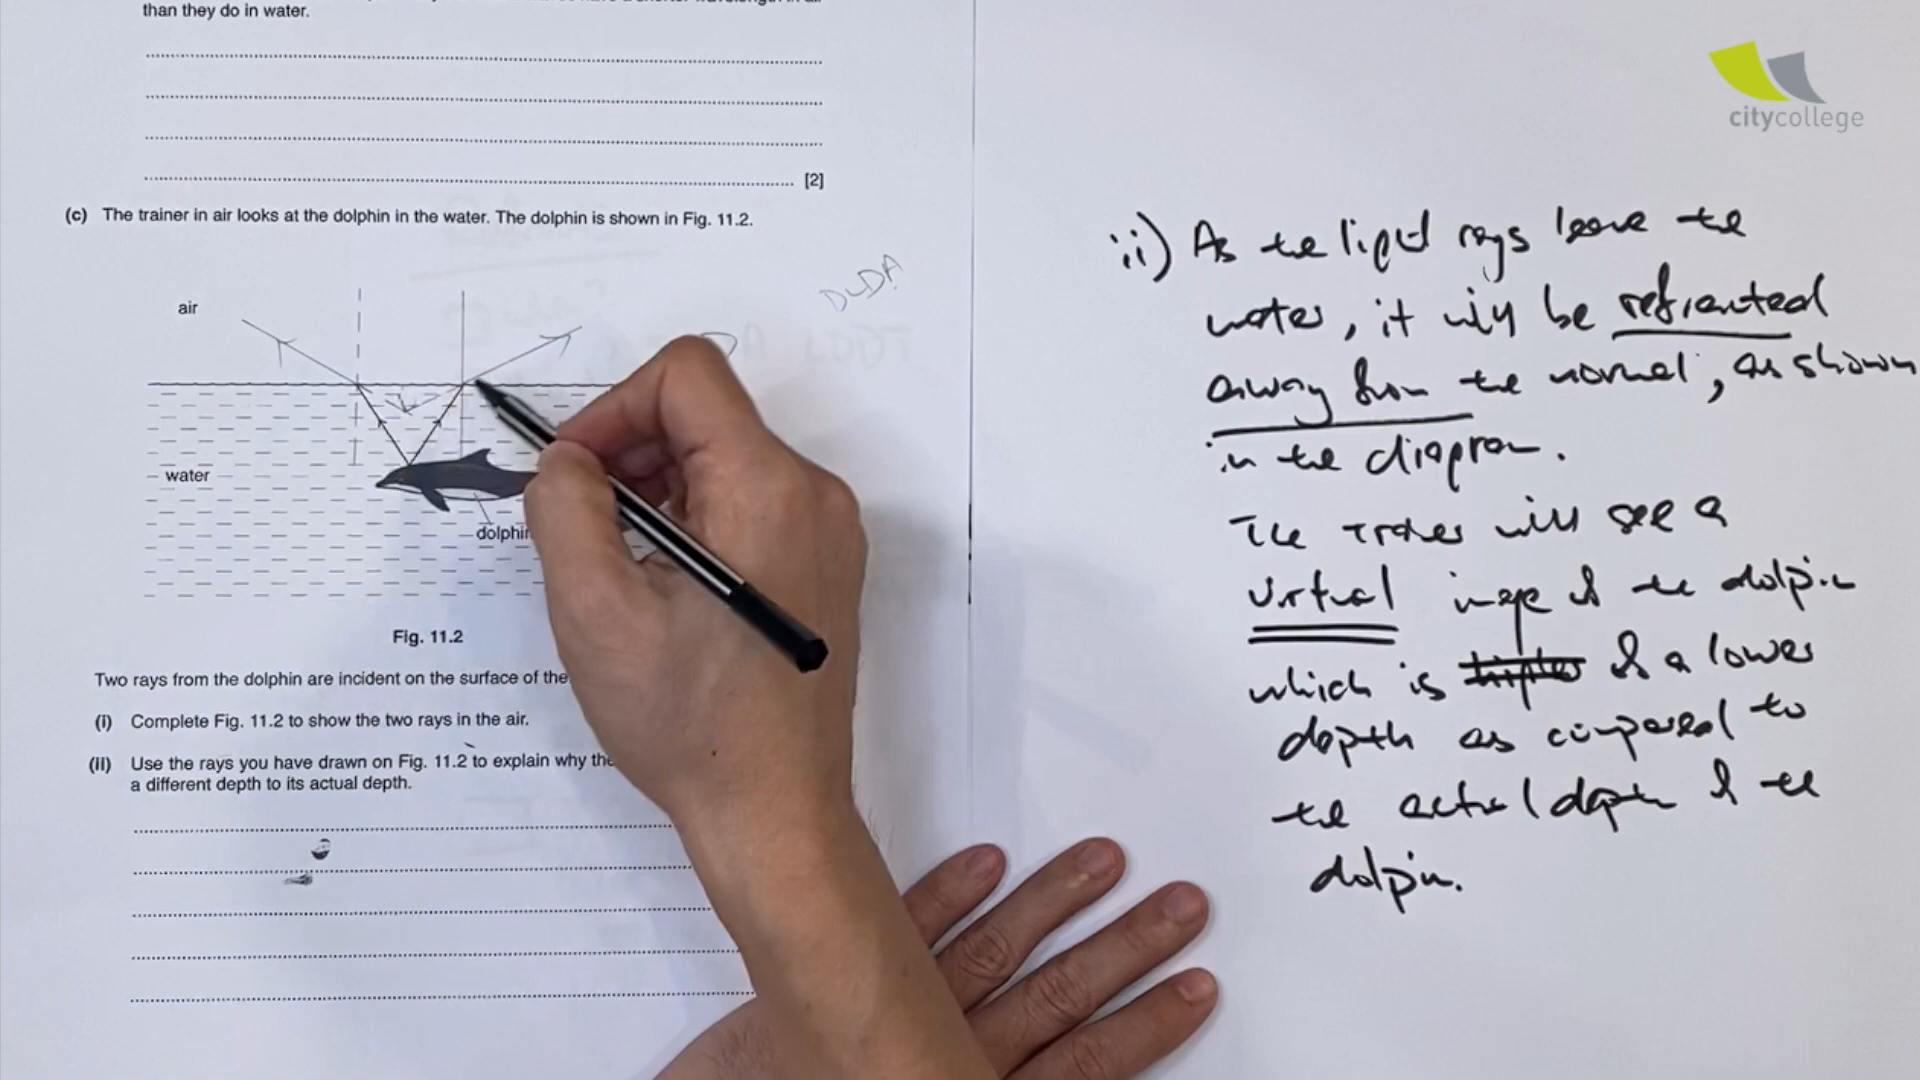 than they do in water.
[2]
(c) The trainer in air looks at the dolphin in the water. The dolphin is shown in Fig. 11.2.
air
water
dolphin
Fig. 11.2
Two rays from the dolphin are incident on the surface of the
(i) Complete Fig. 11.2 to show the two rays in the air.
(ii) Use the rays you have drawn on Fig. 11.2 to explain why the
a different depth to its actual depth.
citycollege
ii) As the light rays leave the
water, it will be refracted
away from the normal, as shown
in the diagram.
The trainer will see a
virtual image of the dolphin
which is of a lower
depth as compared to
the actual depth of the
dolphin.